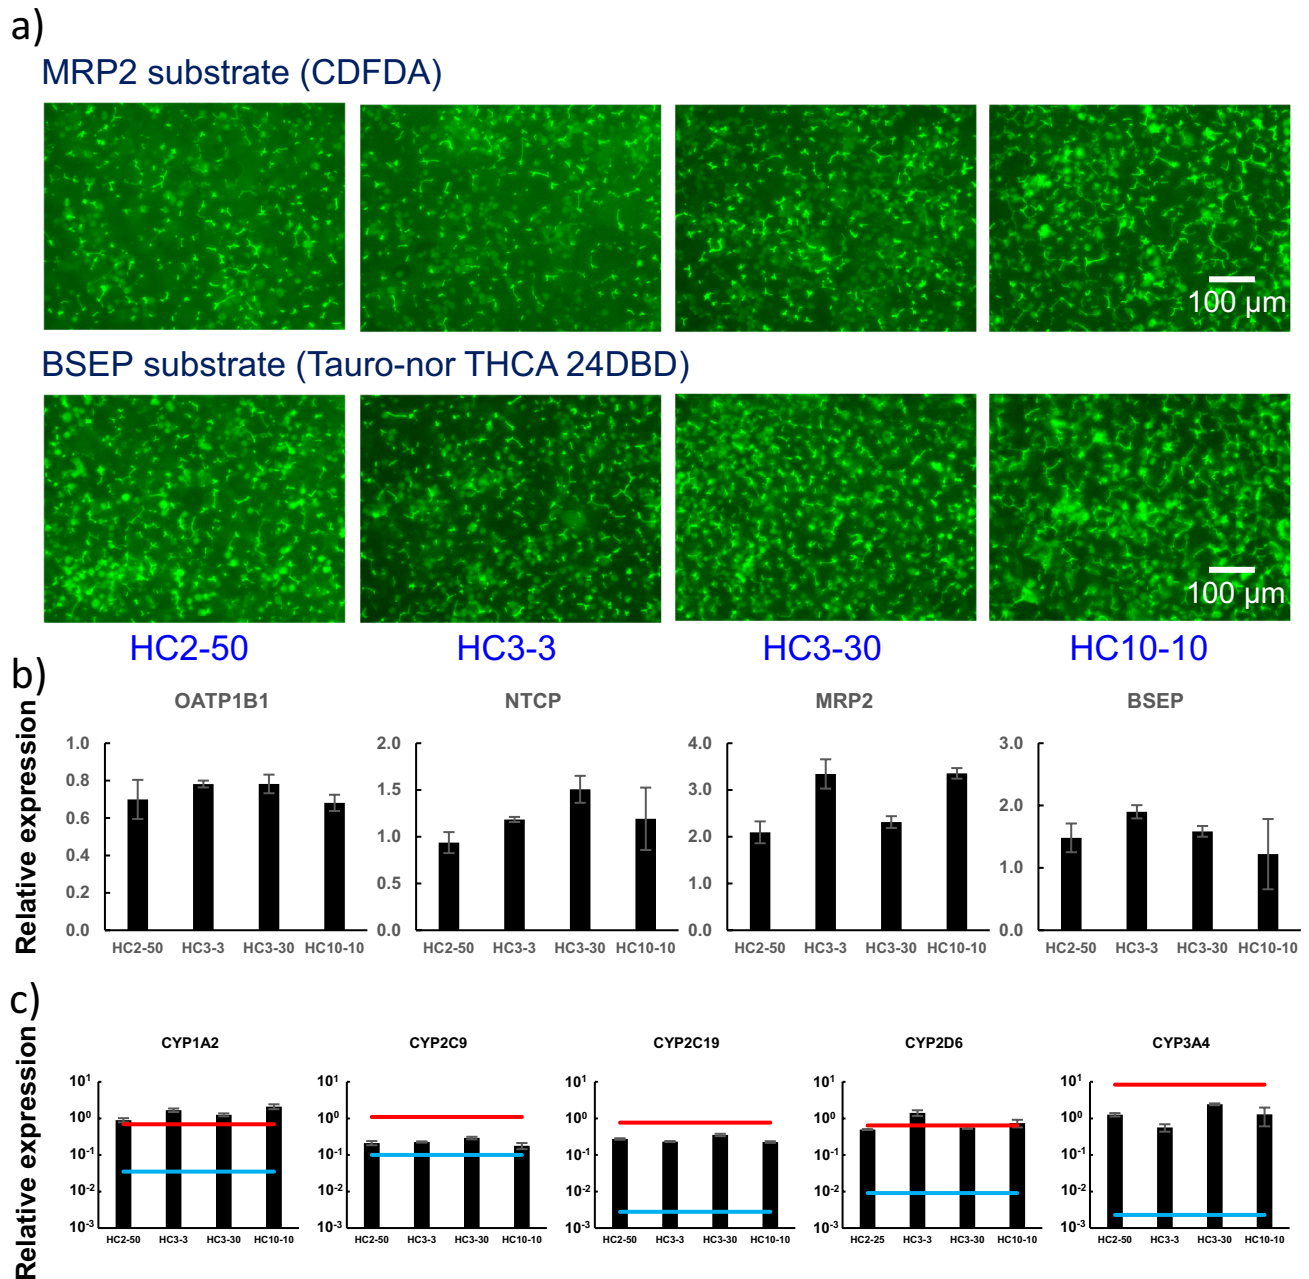 a)
MRP2 substrate (CDFDA)
100 µm
BSEP substrate (Tauro-nor THCA 24DBD)
100 µm
HC2-50 HC3-3 HC3-30 HC10-10
b)
Relative expression
OATP1B1 NTCP MRP2 BSEP
1.0 2.0 4.0 3.0
0.8 1.5 3.0 2.0
0.6 1.0 2.0 1.0
0.4 0.5 1.0 0.0
0.2 0.0 0.0
0.0
HC2-50 HC3-3 HC3-30 HC10-10 HC2-50 HC3-3 HC3-30 HC10-10 HC2-50 HC3-3 HC3-30 HC10-10 HC2-50 HC3-3 HC3-30 HC10-10
c)
Relative expression
CYP1A2 CYP2C9 CYP2C19 CYP2D6 CYP3A4
10¹ 10¹ 10¹ 10¹ 10¹
10⁰ 10⁰ 10⁰ 10⁰ 10⁰
10⁻¹ 10⁻¹ 10⁻¹ 10⁻¹ 10⁻¹
10⁻² 10⁻² 10⁻² 10⁻² 10⁻²
10⁻³ 10⁻³ 10⁻³ 10⁻³ 10⁻³
HC2-50 HC3-3 HC3-30 HC10-10 HC2-50 HC3-3 HC3-30 HC10-10 HC2-50 HC3-3 HC3-30 HC10-10 HC2-25 HC3-3 HC3-30 HC10-10 HC2-50 HC3-3 HC3-30 HC10-10